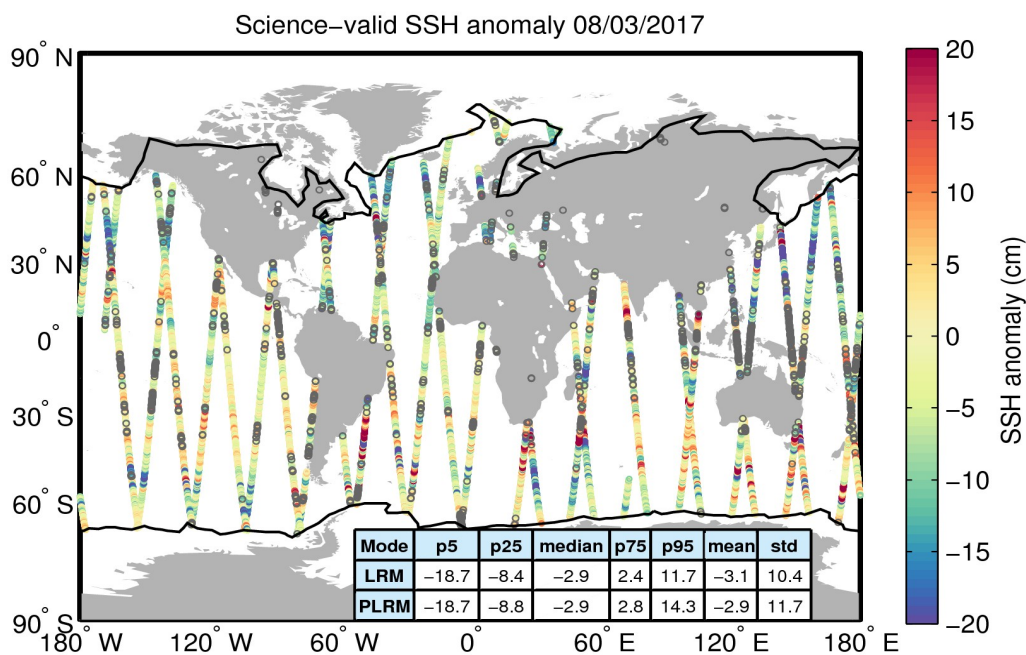 Science−valid SSH anomaly 08/03/2017
90° N
60° N
30° N
0°
30° S
60° S
90° S
180° W
120° W
60° W
0°
60° E
120° E
180° E
Mode p5 p25 median p75 p95 mean std
LRM −18.7 −8.4 −2.9 2.4 11.7 −3.1 10.4
PLRM −18.7 −8.8 −2.9 2.8 14.3 −2.9 11.7
20
15
10
5
0
−5
−10
−15
−20
SSH anomaly (cm)